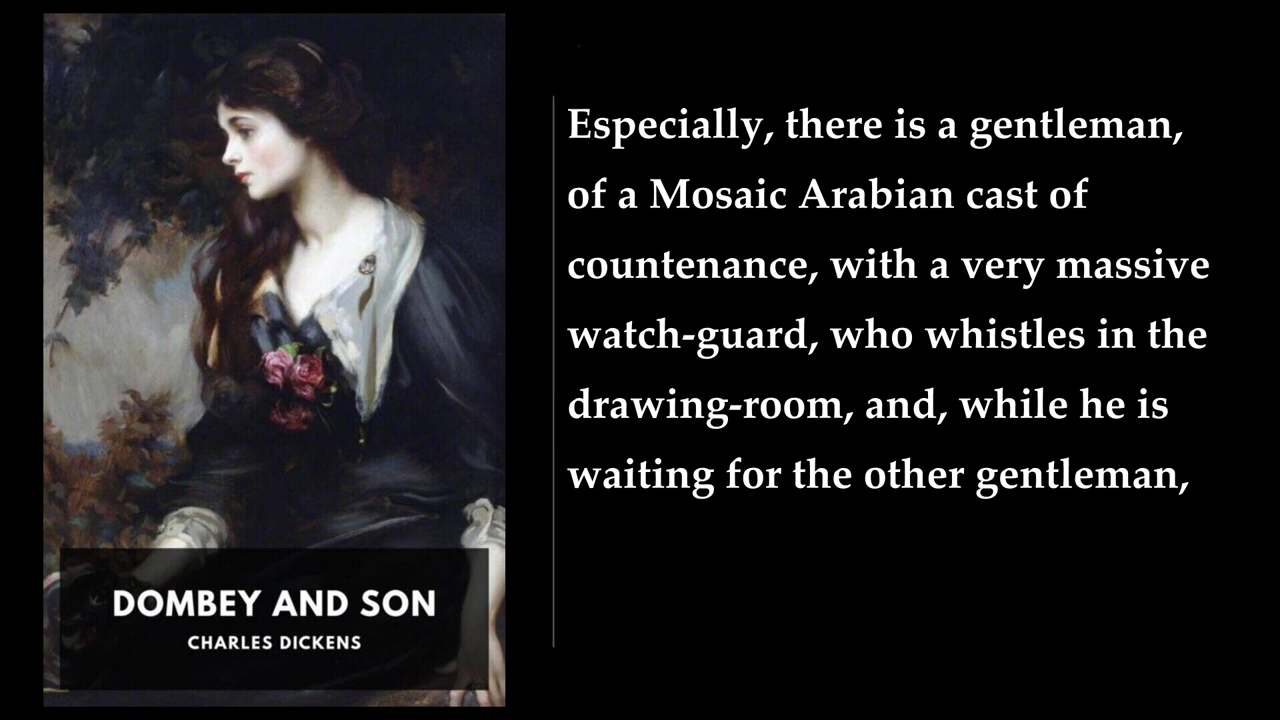 DOMBEY AND SON
CHARLES DICKENS
Especially, there is a gentleman,
of a Mosaic Arabian cast of
countenance, with a very massive
watch-guard, who whistles in the
drawing-room, and, while he is
waiting for the other gentleman,